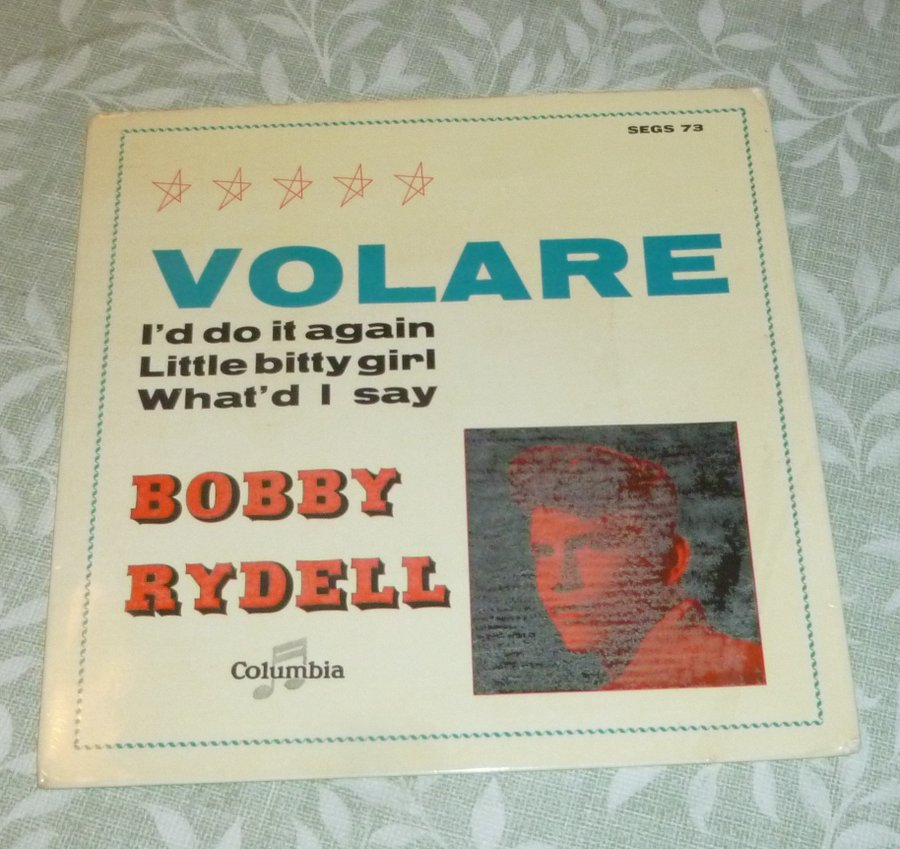 SEGS 73
VOLARE
I'd do it again
Little bitty girl
What'd I say
BOBBY
RYDELL
Columbia